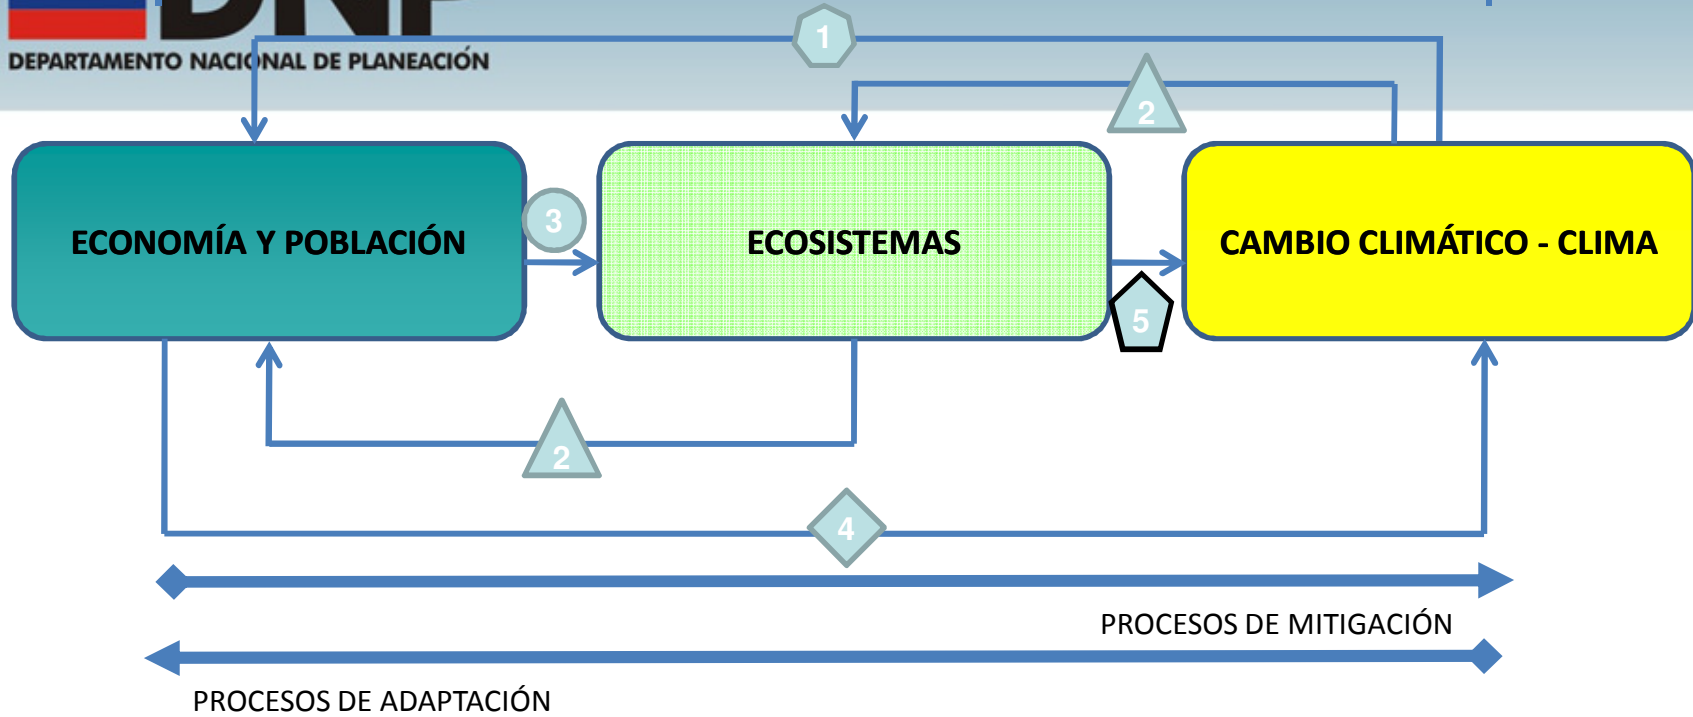 DNP
DEPARTAMENTO NACIONAL DE PLANEACIÓN
1
2
ECONOMÍA Y POBLACIÓN
3
ECOSISTEMAS
CAMBIO CLIMÁTICO - CLIMA
5
2
4
PROCESOS DE MITIGACIÓN
PROCESOS DE ADAPTACIÓN